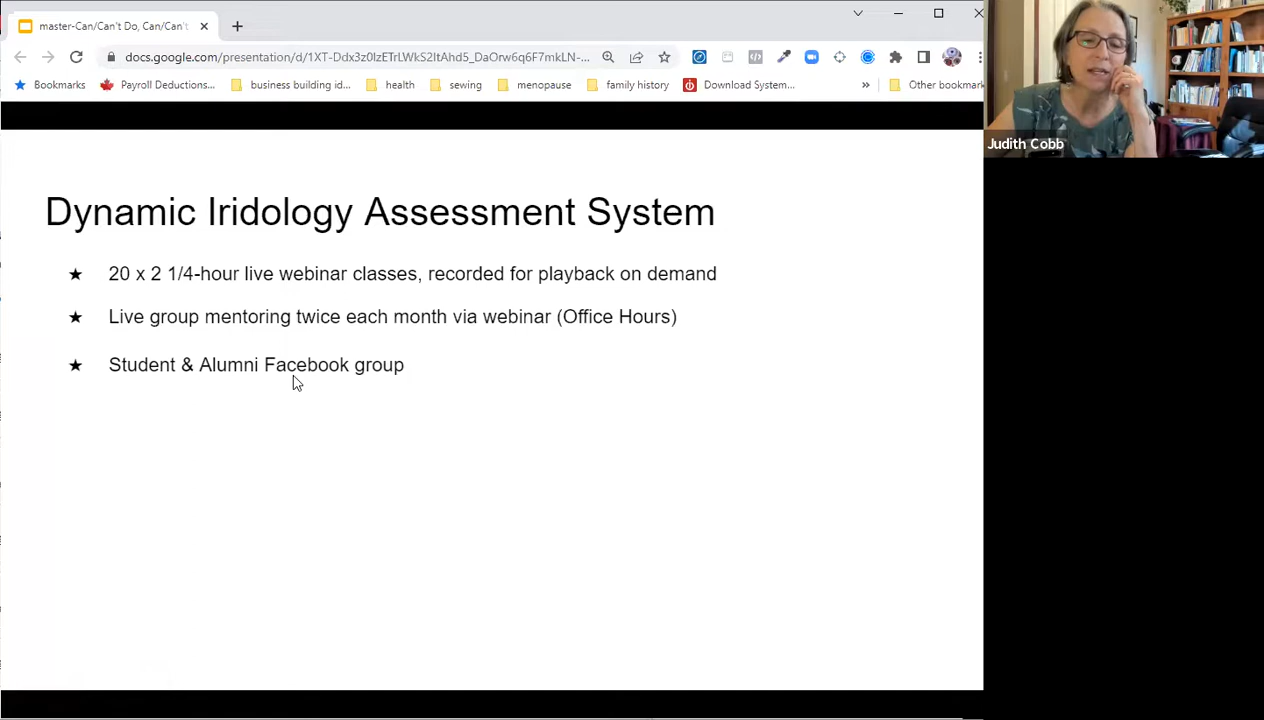 master-Can/Can't Do, Can/Can't
docs.google.com/presentation/d/1XT-Ddx3z0lzETrLWkS2ltAhd5_DaOrw6q6F7mkLN-...
Bookmarks Payroll Deductions... business building id... health sewing menopause family history Download System... » Other bookmark
Judith Cobb
Dynamic Iridology Assessment System
★ 20 x 2 1/4-hour live webinar classes, recorded for playback on demand
★ Live group mentoring twice each month via webinar (Office Hours)
★ Student & Alumni Facebook group